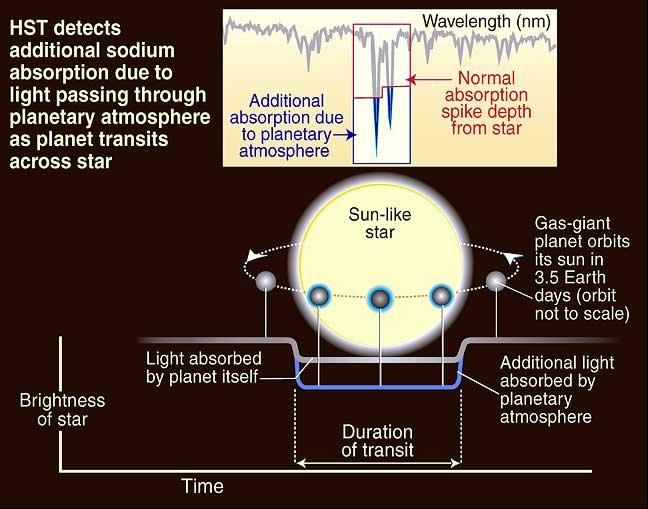 HST detects
additional sodium
absorption due to
light passing through
planetary atmosphere
as planet transits
across star
Wavelength (nm)
Additional
absorption due
to planetary
atmosphere
Normal
absorption
spike depth
from star
Sun-like
star
Gas-giant
planet orbits
its sun in
3.5 Earth
days (orbit
not to scale)
Light absorbed
by planet itself
Additional light
absorbed by
planetary
atmosphere
Brightness
of star
Duration
of transit
Time